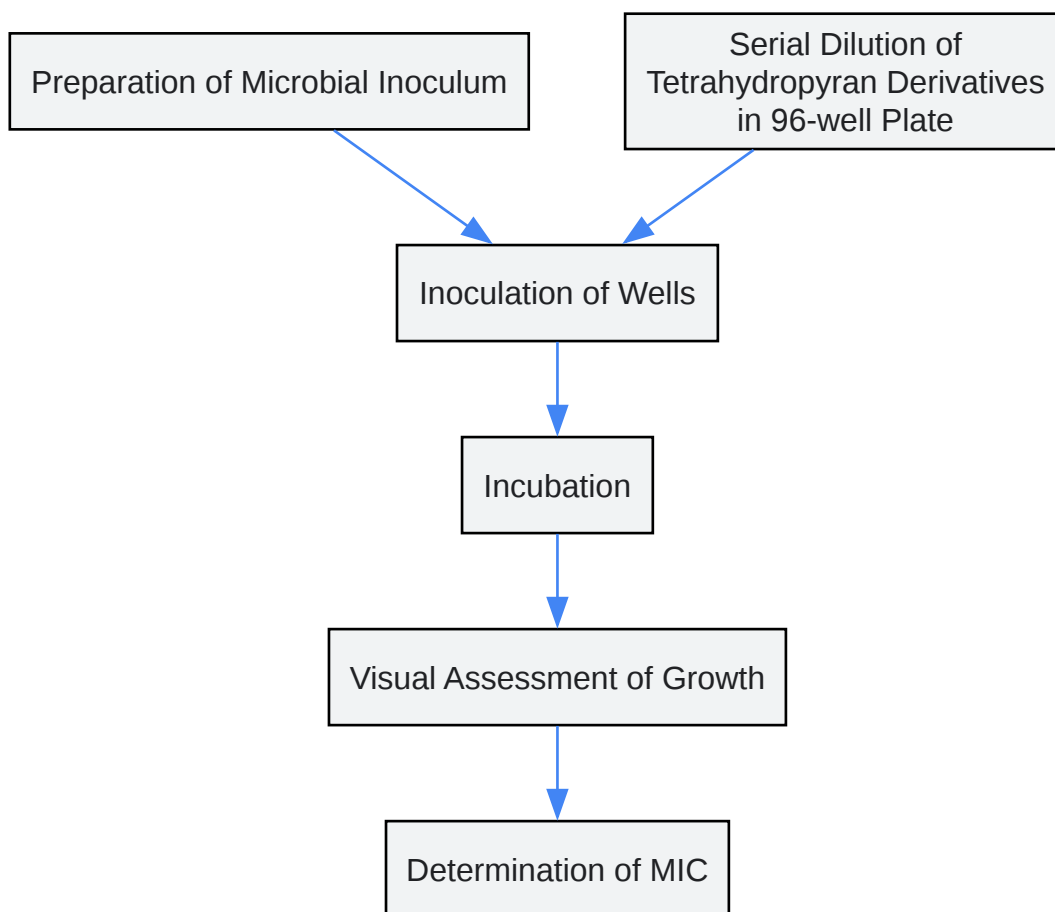 Preparation of Microbial Inoculum
Serial Dilution of
Tetrahydropyran Derivatives
in 96-well Plate
Inoculation of Wells
Incubation
Visual Assessment of Growth
Determination of MIC